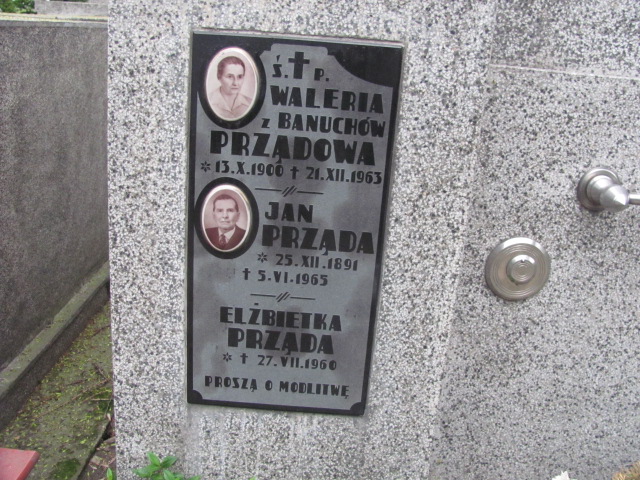 Ś. † P.
WALERIA
z BANUCHÓW
PRZĄDOWA
* 13.X.1900 † 21.XII.1963
JAN
PRZĄDA
* 25.XII.1891
† 5.VI.1965
ELŻBIETKA
PRZĄDA
* † 27.VII.1960
PROSZĄ O MODLITWĘ